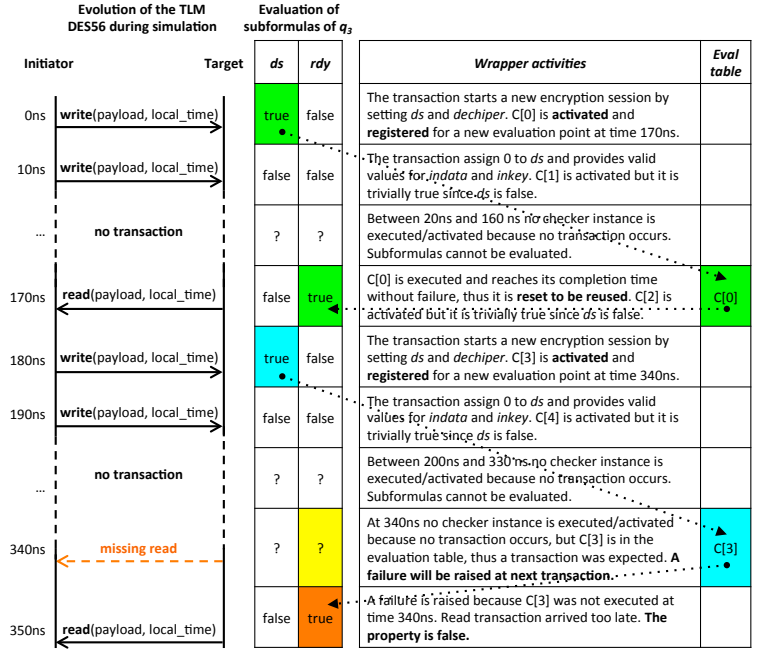 Evolution of the TLM
DES56 during simulation
Evaluation of
subformulas of q3
Initiator
Target
ds
rdy
Wrapper activities
Eval
table
0ns
write(payload, local_time)
true
false
The transaction starts a new encryption session by
setting ds and dechiper. C[0] is activated and
registered for a new evaluation point at time 170ns.
10ns
write(payload, local_time)
false
false
The transaction assign 0 to ds and provides valid
values for indata and inkey. C[1] is activated but it is
trivially true since ds is false.
...
no transaction
?
?
Between 20ns and 160 ns no checker instance is
executed/activated because no transaction occurs.
Subformulas cannot be evaluated.
170ns
read(payload, local_time)
false
true
C[0] is executed and reaches its completion time
without failure, thus it is reset to be reused. C[2] is
activated but it is trivially true since ds is false.
C[0]
180ns
write(payload, local_time)
true
false
The transaction starts a new encryption session by
setting ds and dechiper. C[3] is activated and
registered for a new evaluation point at time 340ns.
190ns
write(payload, local_time)
false
false
The transaction assign 0 to ds and provides valid
values for indata and inkey. C[4] is activated but it is
trivially true since ds is false.
...
no transaction
?
?
Between 200ns and 330ns no checker instance is
executed/activated because no transaction occurs.
Subformulas cannot be evaluated.
340ns
missing read
?
?
At 340ns no checker instance is executed/activated
because no transaction occurs, but C[3] is in the
evaluation table, thus a transaction was expected. A
failure will be raised at next transaction.
C[3]
350ns
read(payload, local_time)
false
true
A failure is raised because C[3] was not executed at
time 340ns. Read transaction arrived too late. The
property is false.